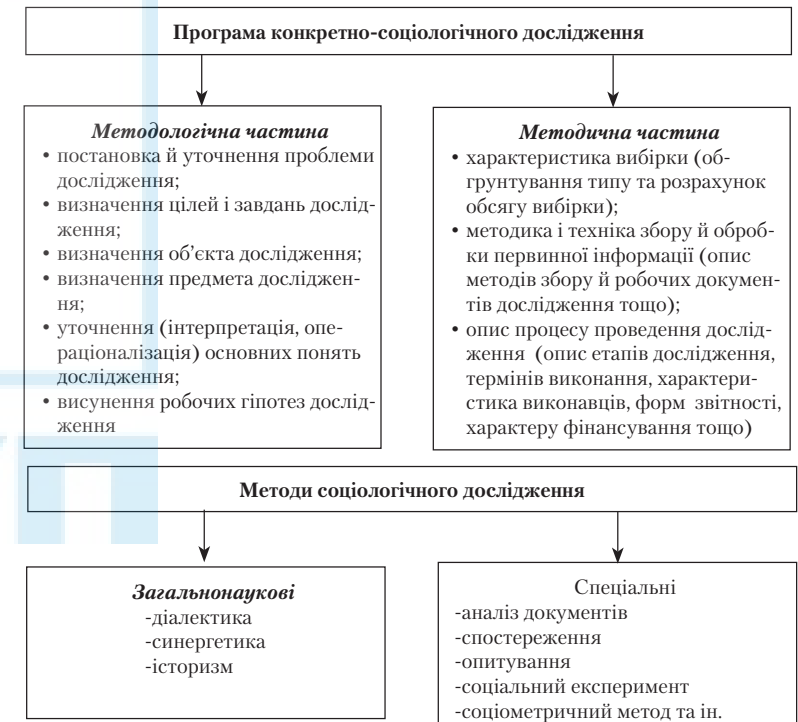 Програма конкретно-соціологічного дослідження
Методологічна частина
• постановка й уточнення проблеми
дослідження;
• визначення цілей і завдань дослід-
ження;
• визначення об’єкта дослідження;
• визначення предмета досліджен-
ня;
• уточнення (інтерпретація, опе-
раціоналізація) основних понять
дослідження;
• висунення робочих гіпотез дослід-
ження
Методична частина
• характеристика вибірки (об-
грунтування типу та розрахунок
обсягу вибірки);
• методика і техніка збору й оброб-
ки первинної інформації (опис
методів збору й робочих докумен-
тів дослідження тощо);
• опис процесу проведення дослід-
ження (опис етапів дослідження,
термінів виконання, характери-
стика виконавців, форм звітності,
характеру фінансування тощо)
Методи соціологічного дослідження
Загальнонаукові
-діалектика
-синергетика
-історизм
Спеціальні
-аналіз документів
-спостереження
-опитування
-соціальний експеримент
-соціометричний метод та ін.